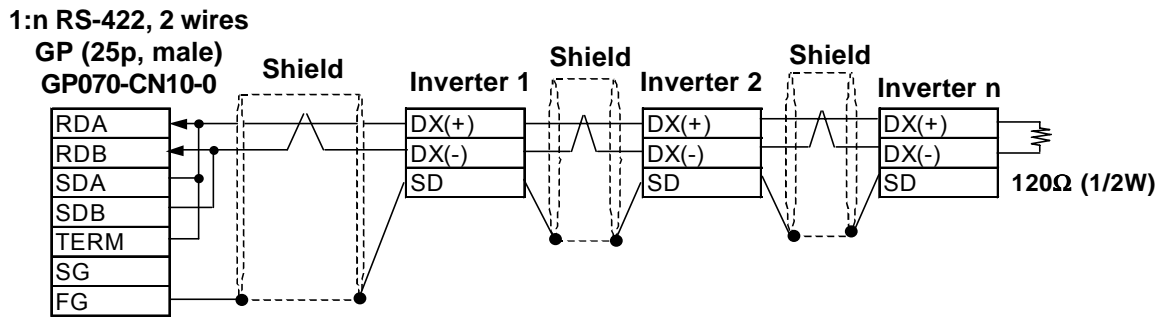 1:n RS-422, 2 wires
GP (25p, male)
GP070-CN10-0
Shield
Inverter 1
Shield
Inverter 2
Shield
Inverter n
RDA
RDB
SDA
SDB
TERM
SG
FG
DX(+)
DX(-)
SD
DX(+)
DX(-)
SD
DX(+)
DX(-)
SD
120Ω (1/2W)